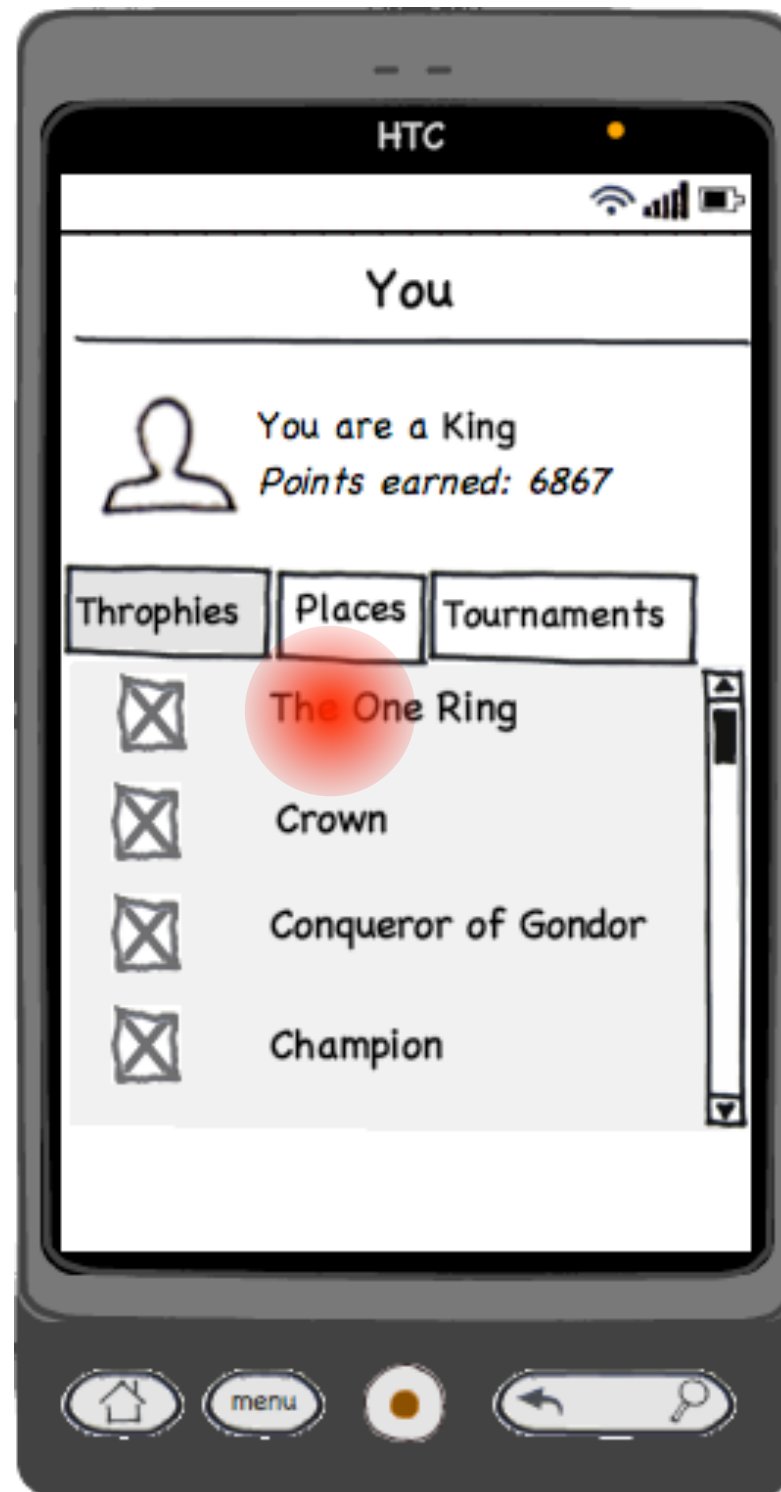 HTC
You
You are a King
Points earned: 6867
Throphies Places Tournaments
The One Ring
Crown
Conqueror of Gondor
Champion
menu